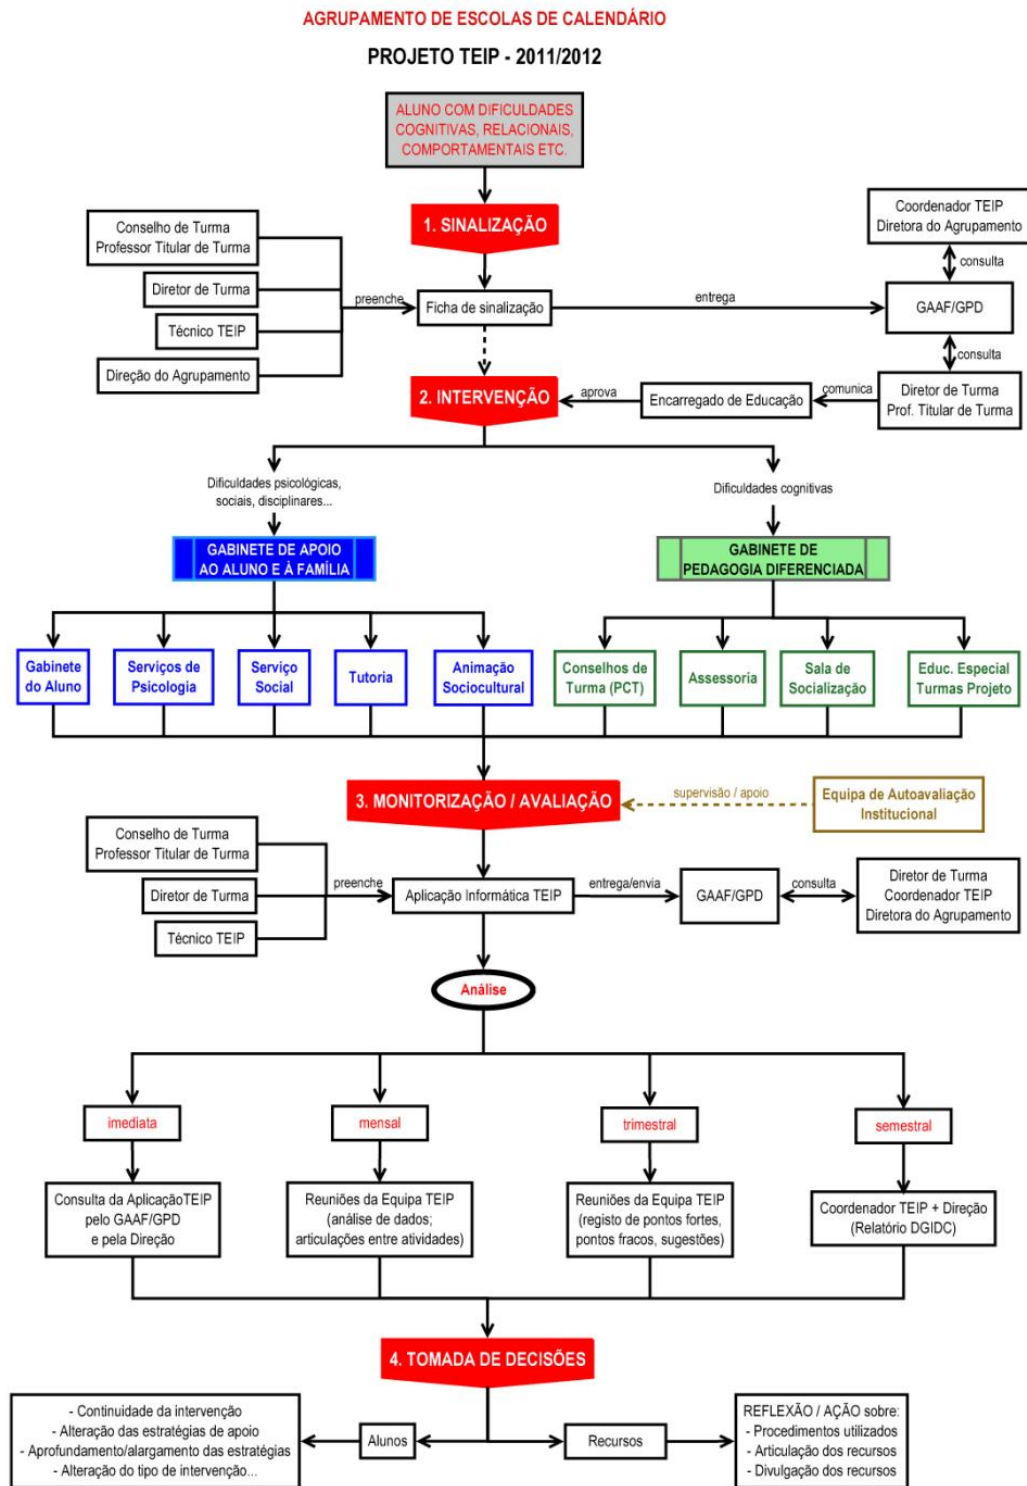 AGRUPAMENTO DE ESCOLAS DE CALENDÁRIO
PROJETO TEIP - 2011/2012
ALUNO COM DIFICULDADES
COGNITIVAS, RELACIONAIS,
COMPORTAMENTAIS ETC.
1. SINALIZAÇÃO
Conselho de Turma
Professor Titular de Turma
Diretor de Turma
Técnico TEIP
Direção do Agrupamento
preenche
Ficha de sinalização
entrega
Coordenador TEIP
Diretora do Agrupamento
consulta
GAAF/GPD
consulta
Diretor de Turma
Prof. Titular de Turma
comunica
Encarregado de Educação
aprova
2. INTERVENÇÃO
Dificuldades psicológicas,
sociais, disciplinares...
Dificuldades cognitivas
GABINETE DE APOIO
AO ALUNO E À FAMÍLIA
GABINETE DE
PEDAGOGIA DIFERENCIADA
Gabinete
do Aluno
Serviços de
Psicologia
Serviço
Social
Tutoria
Animação
Sociocultural
Conselhos de
Turma (PCT)
Assessoria
Sala de
Socialização
Educ. Especial
Turmas Projeto
3. MONITORIZAÇÃO / AVALIAÇÃO
supervisão / apoio
Equipa de Autoavaliação
Institucional
Conselho de Turma
Professor Titular de Turma
Diretor de Turma
Técnico TEIP
preenche
Aplicação Informática TEIP
entrega/envia
GAAF/GPD
consulta
Diretor de Turma
Coordenador TEIP
Diretora do Agrupamento
Análise
imediata
mensal
trimestral
semestral
Consulta da AplicaçãoTEIP
pelo GAAF/GPD
e pela Direção
Reuniões da Equipa TEIP
(análise de dados;
articulações entre atividades)
Reuniões da Equipa TEIP
(registo de pontos fortes,
pontos fracos, sugestões)
Coordenador TEIP + Direção
(Relatório DGIDC)
4. TOMADA DE DECISÕES
- Continuidade da intervenção
- Alteração das estratégias de apoio
- Aprofundamento/alargamento das estratégias
- Alteração do tipo de intervenção...
Alunos
Recursos
REFLEXÃO / AÇÃO sobre:
- Procedimentos utilizados
- Articulação dos recursos
- Divulgação dos recursos